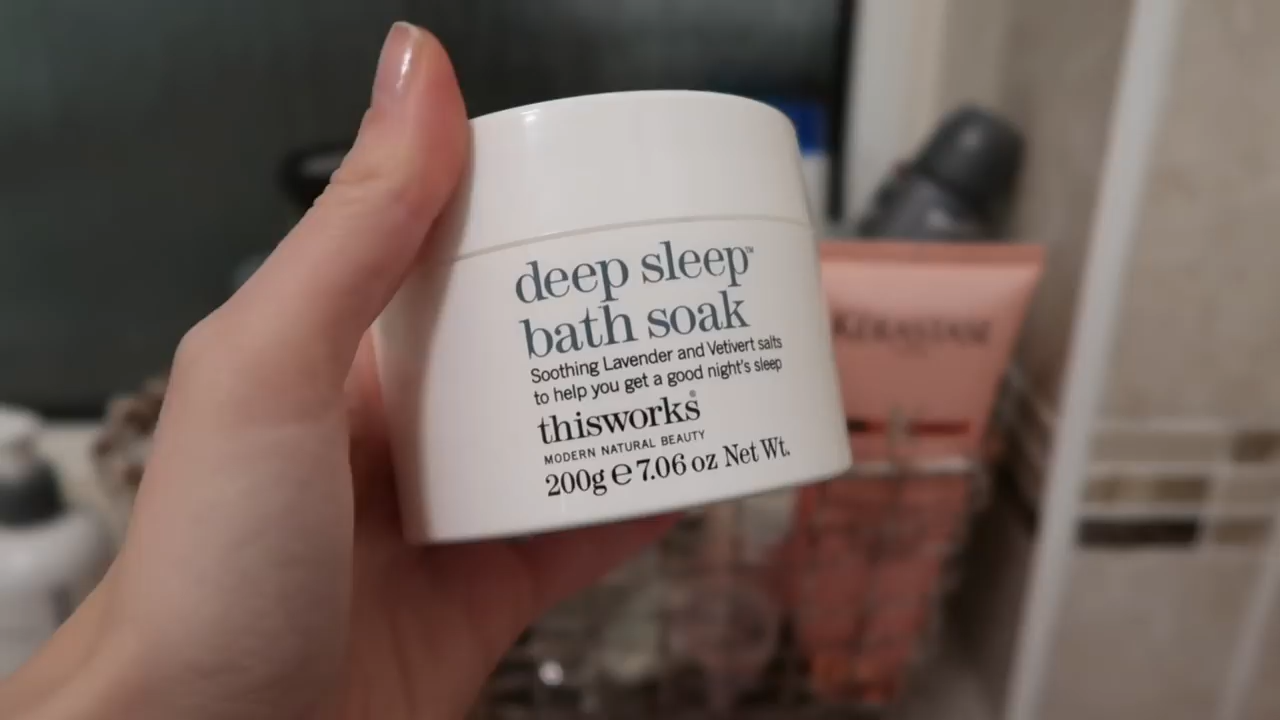 deep sleep™
bath soak
Soothing Lavender and Vetivert salts
to help you get a good night's sleep
thisworks®
MODERN NATURAL BEAUTY
200g e 7.06 oz Net Wt.
KERASTASE